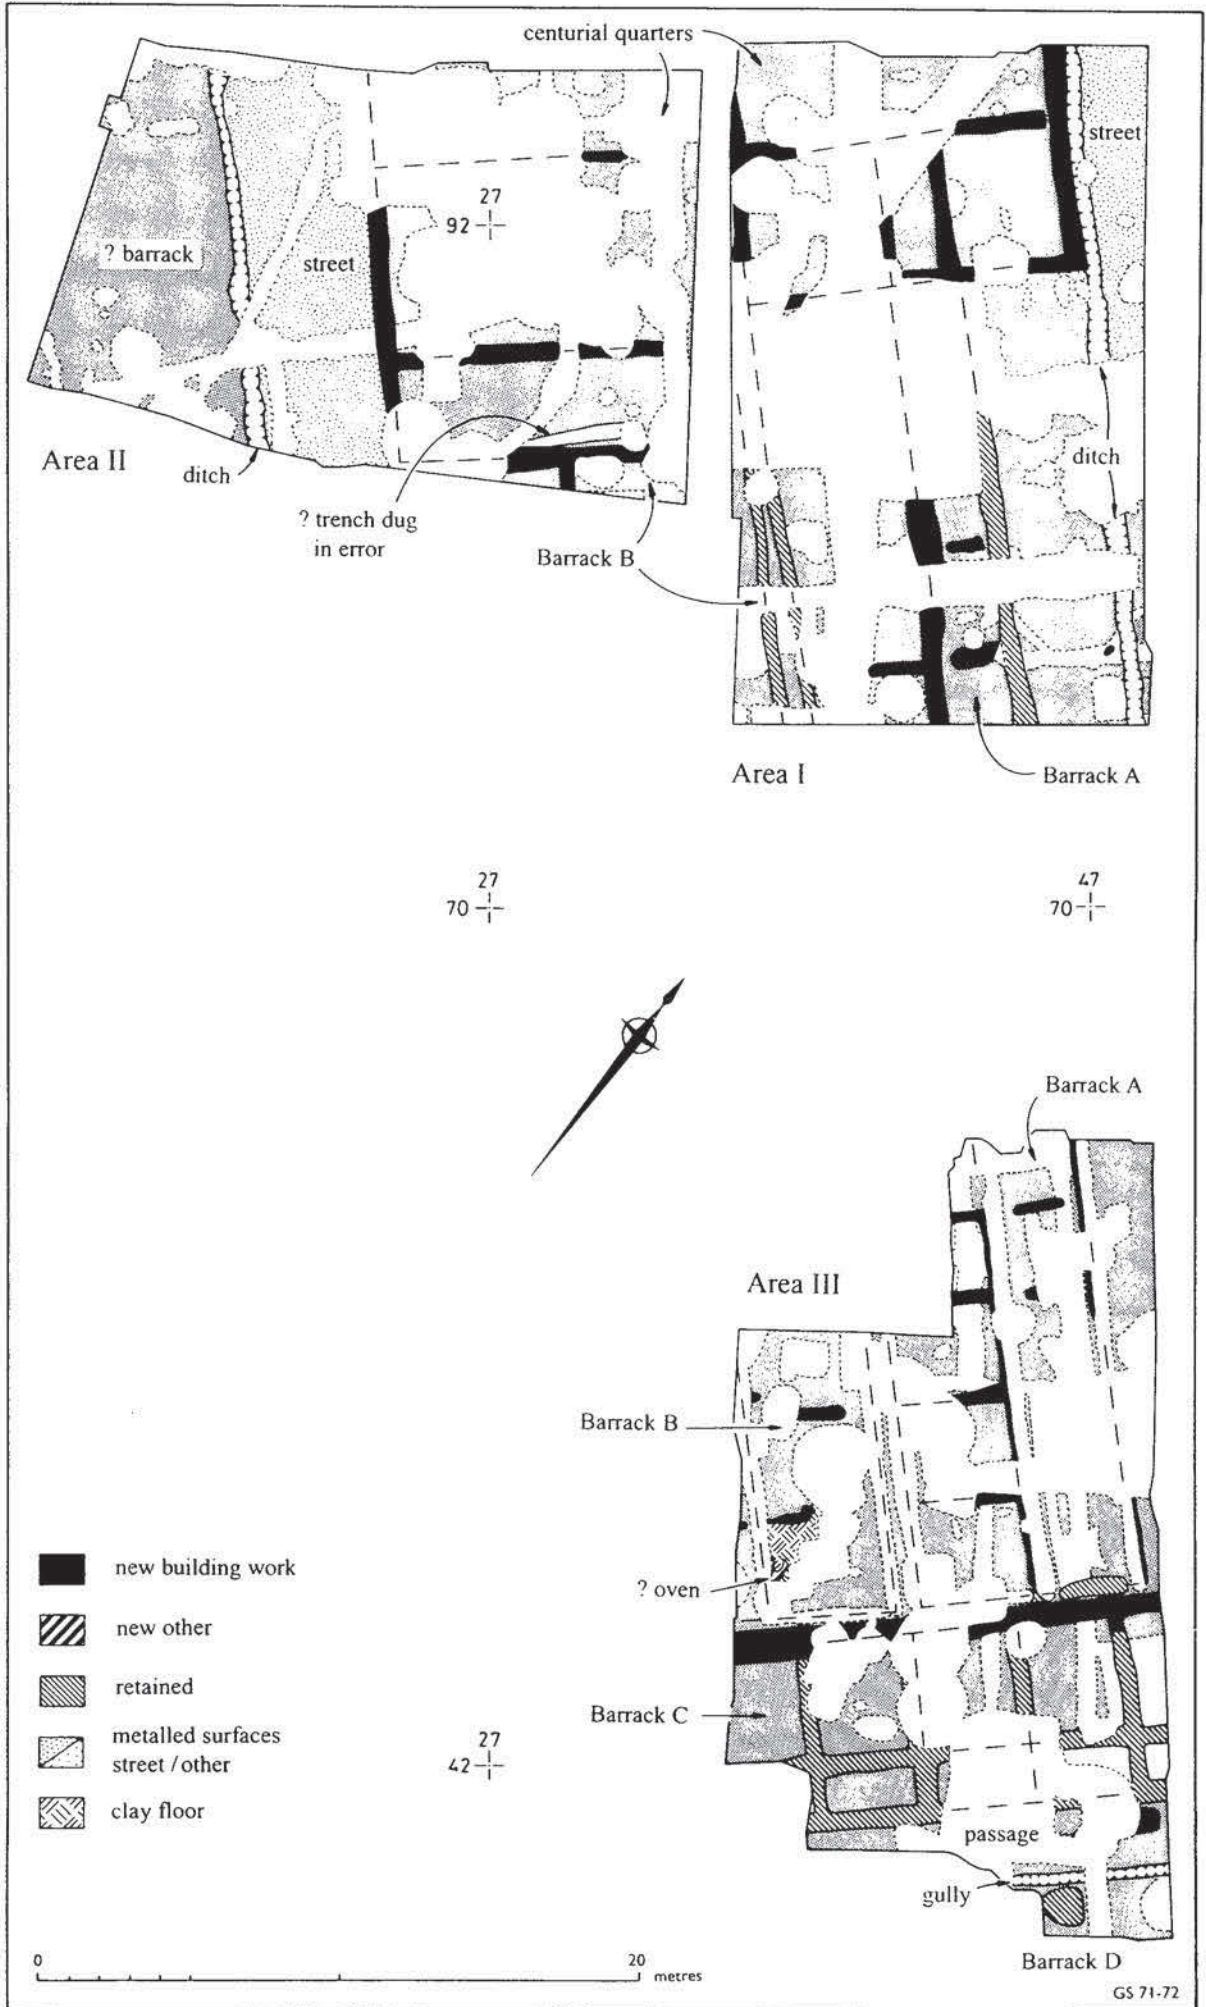 centurial quarters
street
27
92
? barrack
street
Area II
ditch
ditch
? trench dug
in error
Barrack B
Area I
Barrack A
27
70
47
70
Barrack A
Area III
Barrack B
? oven
new building work
new other
retained
Barrack C
metalled surfaces
street / other
27
42
clay floor
passage
gully
0
20
metres
Barrack D
GS 71-72